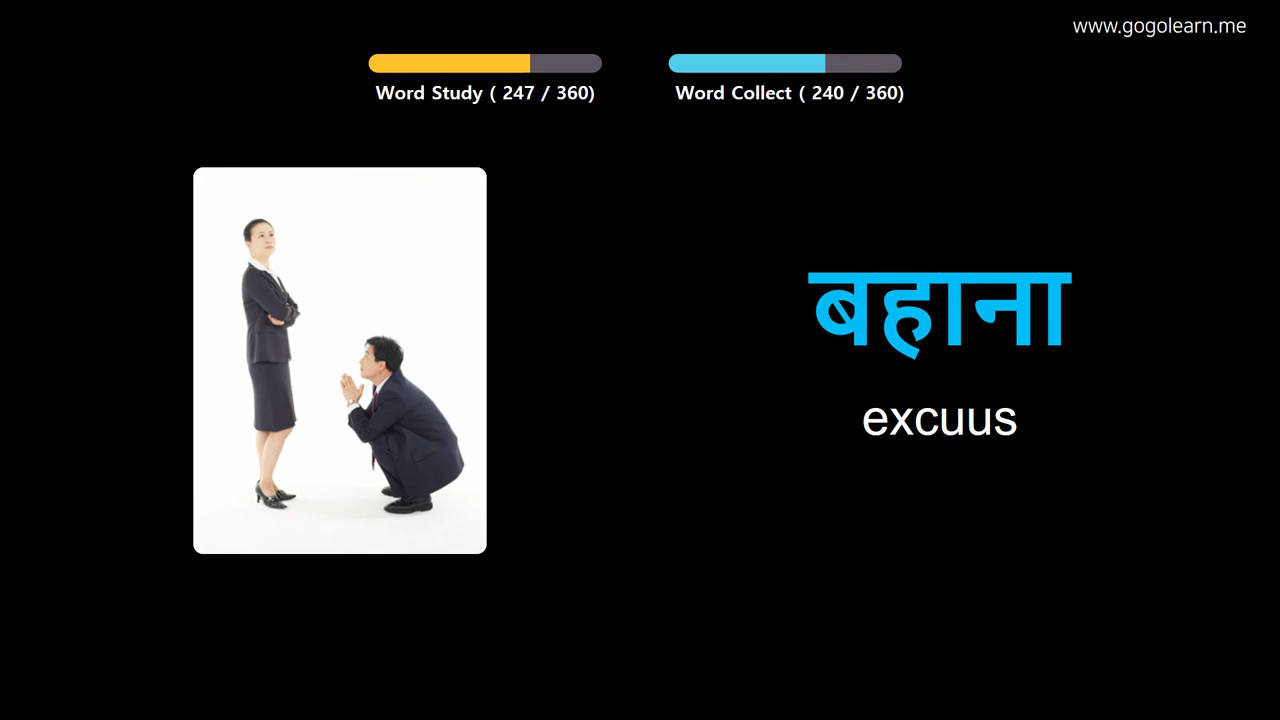 www.gogolearn.me
Word Study ( 247 / 360)
Word Collect ( 240 / 360)
बहाना
excuus